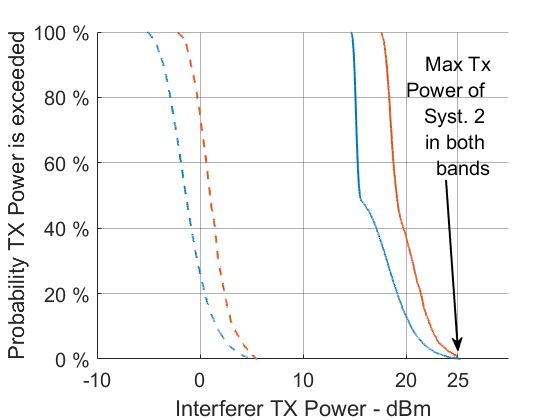 Probability TX Power is exceeded
100 %
80 %
60 %
40 %
20 %
0 %
Max Tx
Power of
Syst. 2
in both
bands
-10
0
10
20
25
Interferer TX Power - dBm